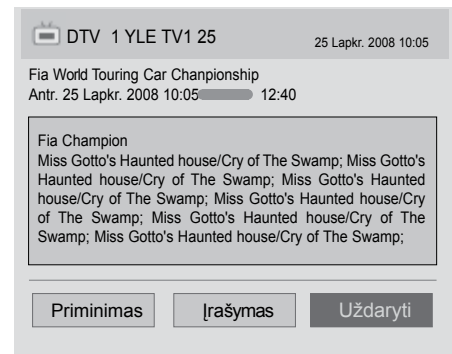 DTV 1 YLE TV1 25 25 Lapkr. 2008 10:05
Fia World Touring Car Chanpionship
Antr. 25 Lapkr. 2008 10:05 12:40
Fia Champion
Miss Gotto's Haunted house/Cry of The Swamp; Miss Gotto's
Haunted house/Cry of The Swamp; Miss Gotto's Haunted
house/Cry of The Swamp; Miss Gotto's Haunted house/Cry
of The Swamp; Miss Gotto's Haunted house/Cry of The
Swamp; Miss Gotto's Haunted house/Cry of The Swamp;
Priminimas Įrašymas Uždaryti